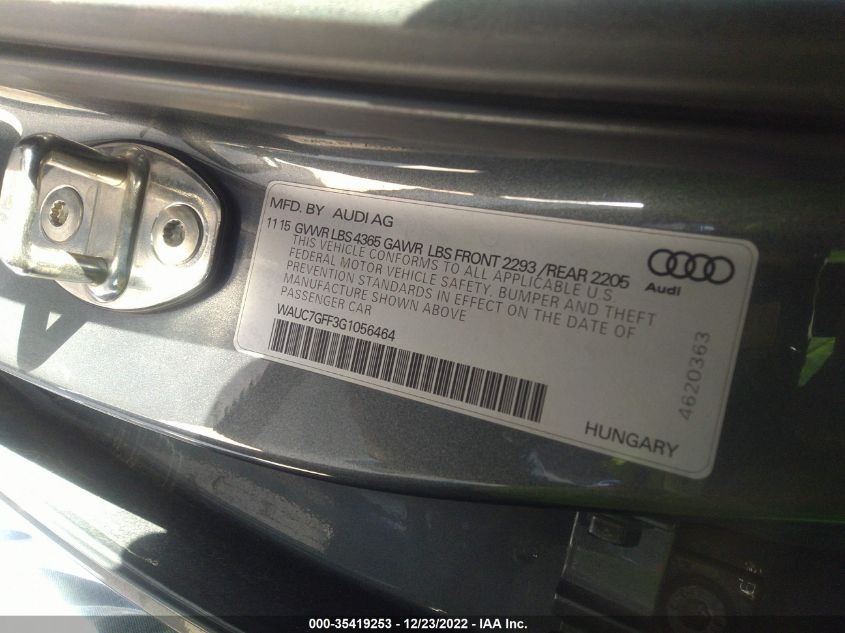 MFD. BY AUDI AG
11 15 GVWR LBS 4365 GAWR LBS FRONT 2293 / REAR 2205
THIS VEHICLE CONFORMS TO ALL APPLICABLE U S
FEDERAL MOTOR VEHICLE SAFETY, BUMPER AND THEFT
PREVENTION STANDARDS IN EFFECT ON THE DATE OF
MANUFACTURE SHOWN ABOVE
PASSENGER CAR
WAUC7GFF3G1056464
Audi
4620363
HUNGARY
000-35419253 - 12/23/2022 - IAA Inc.